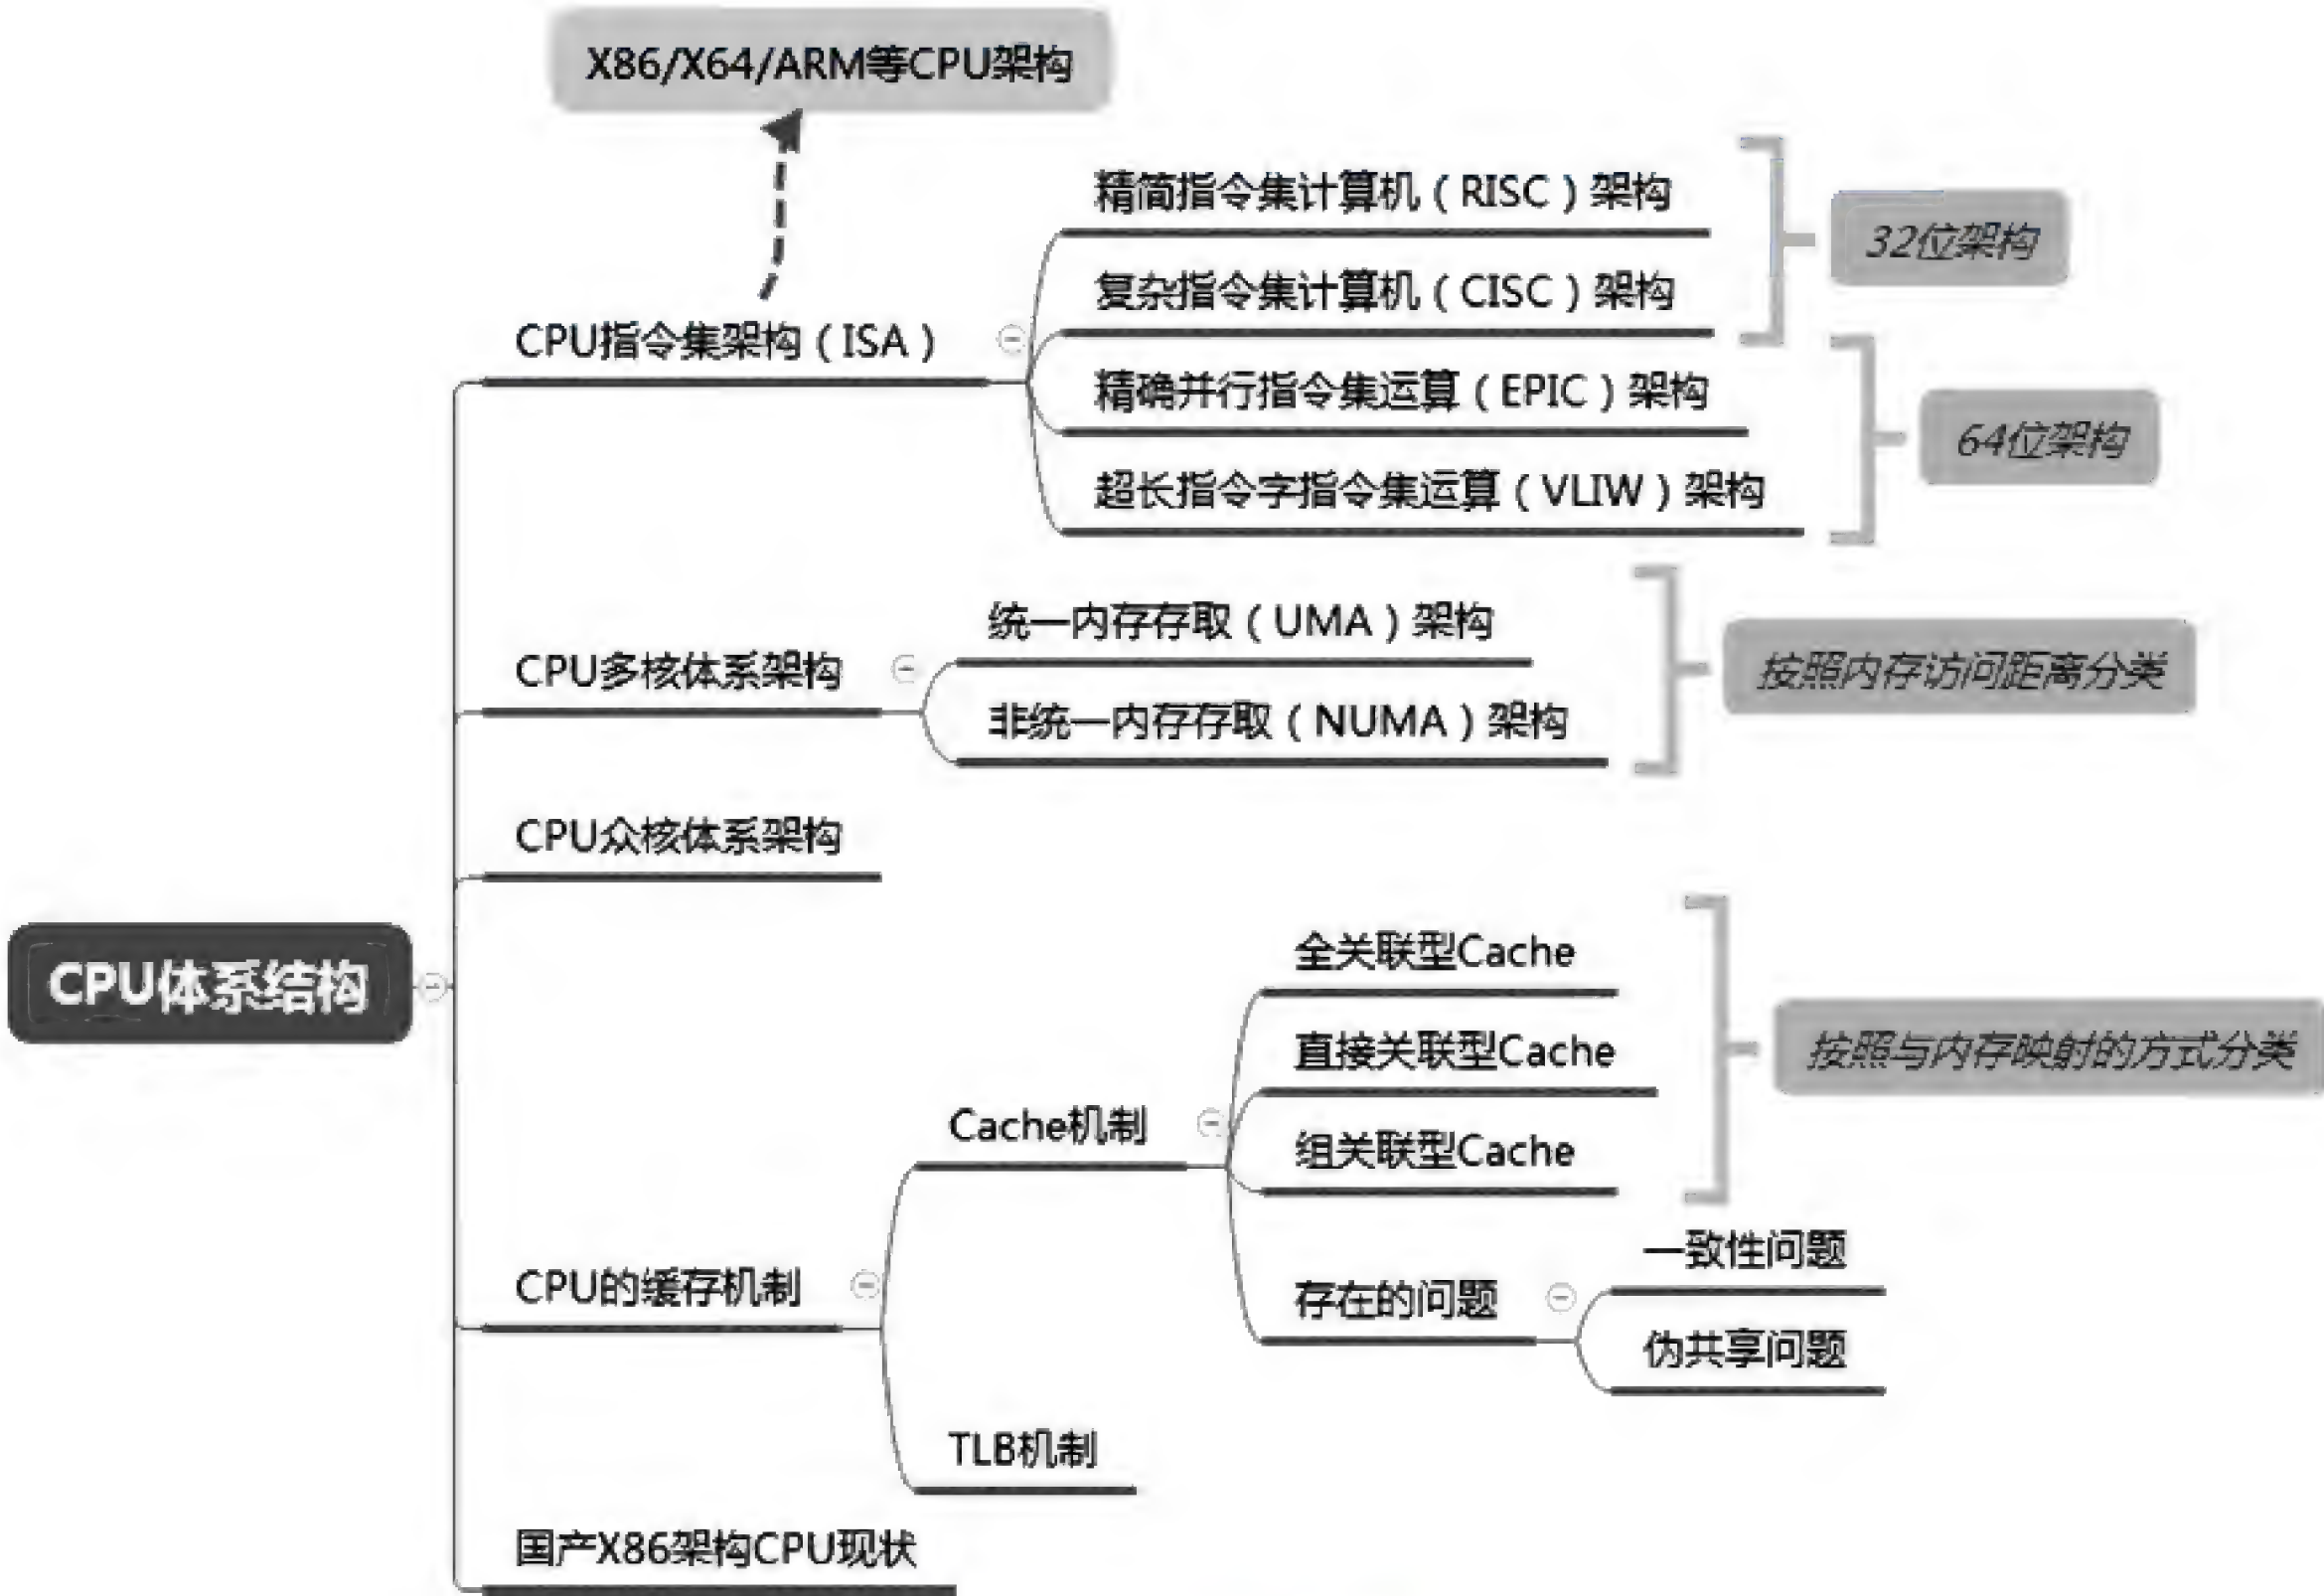 X86/X64/ARM等CPU架构
精简指令集计算机（RISC）架构
32位架构
复杂指令集计算机（CISC）架构
CPU指令集架构（ISA）
精确并行指令集运算（EPIC）架构
64位架构
超长指令字指令集运算（VLIW）架构
统一内存存取（UMA）架构
CPU多核体系架构
按照内存访问距离分类
非统一内存存取（NUMA）架构
CPU众核体系架构
全关联型Cache
CPU体系结构
直接关联型Cache
按照与内存映射的方式分类
Cache机制
组关联型Cache
一致性问题
CPU的缓存机制
存在的问题
伪共享问题
TLB机制
国产X86架构CPU现状